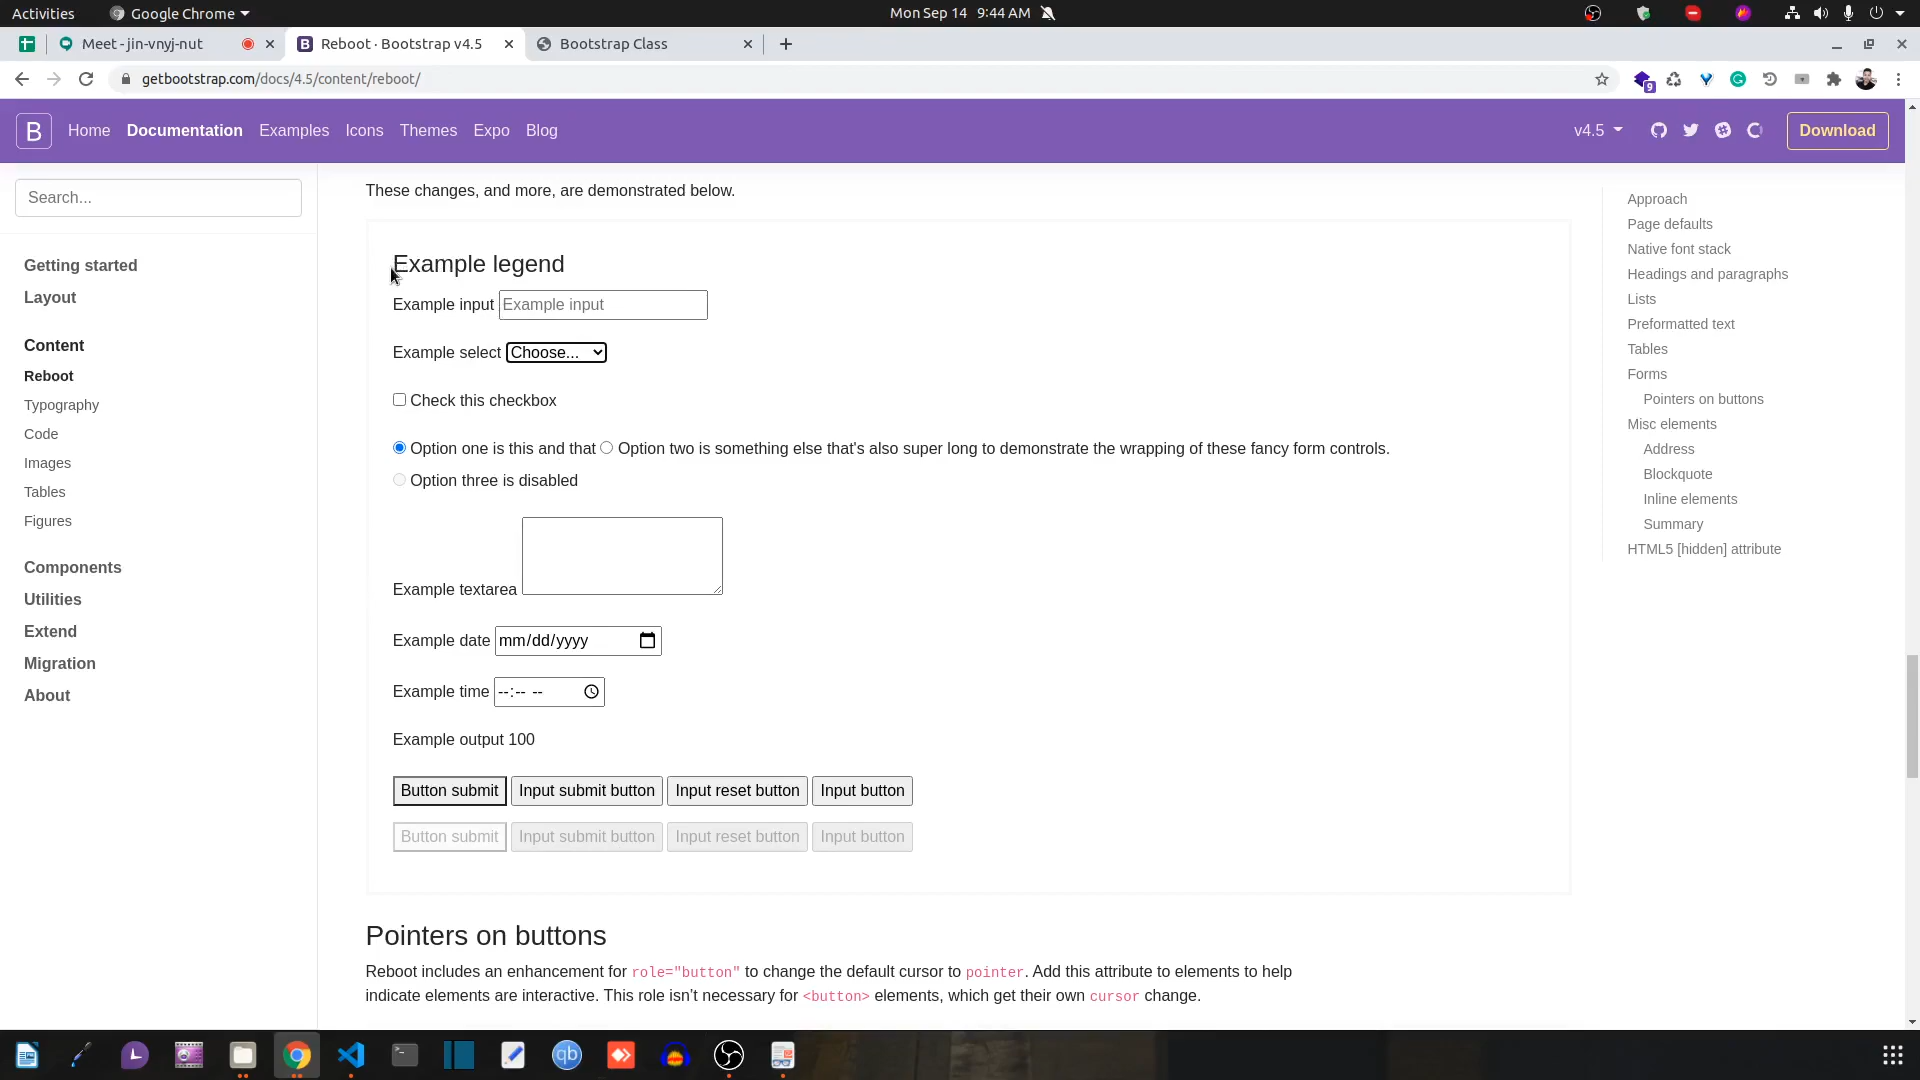 Activities
Google Chrome
Mon Sep 14 9:44 AM
Meet - jin-vnyj-nut
Reboot · Bootstrap v4.5
Bootstrap Class
getbootstrap.com/docs/4.5/content/reboot/
9
B
Home
Documentation
Examples
Icons
Themes
Expo
Blog
v4.5
Download
Search...
Getting started
Layout
Content
Reboot
Typography
Code
Images
Tables
Figures
Components
Utilities
Extend
Migration
About
These changes, and more, are demonstrated below.
Example legend
Example input Example input
Example select Choose...
Check this checkbox
Option one is this and that Option two is something else that's also super long to demonstrate the wrapping of these fancy form controls.
Option three is disabled
Example textarea
Example date mm/dd/yyyy
Example time --:-- --
Example output 100
Button submit Input submit button Input reset button Input button
Button submit Input submit button Input reset button Input button
Pointers on buttons
Reboot includes an enhancement for role="button" to change the default cursor to pointer. Add this attribute to elements to help
indicate elements are interactive. This role isn't necessary for <button> elements, which get their own cursor change.
Approach
Page defaults
Native font stack
Headings and paragraphs
Lists
Preformatted text
Tables
Forms
Pointers on buttons
Misc elements
Address
Blockquote
Inline elements
Summary
HTML5 [hidden] attribute
qb